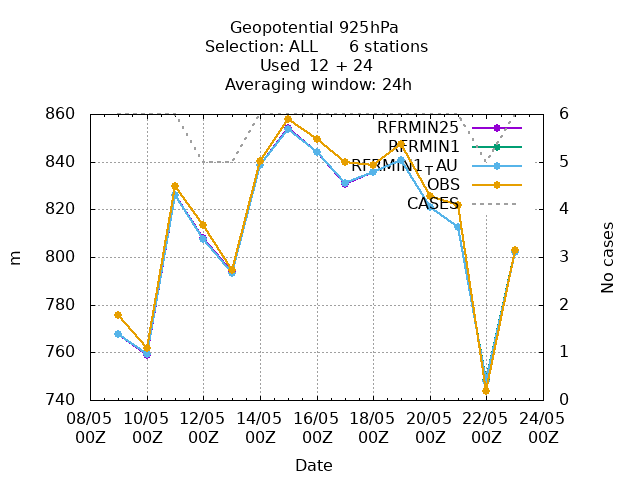 Geopotential 925hPa
Selection: ALL      6 stations
Used  12 + 24
Averaging window: 24h
860
840
820
800
780
760
740
6
5
4
3
2
1
0
m
No cases
RFRMIN25
RFRMIN1
RFRMIN1_AU
OBS
CASES
08/05 10/05 12/05 14/05 16/05 18/05 20/05 22/05 24/05
00Z 00Z 00Z 00Z 00Z 00Z 00Z 00Z 00Z
Date